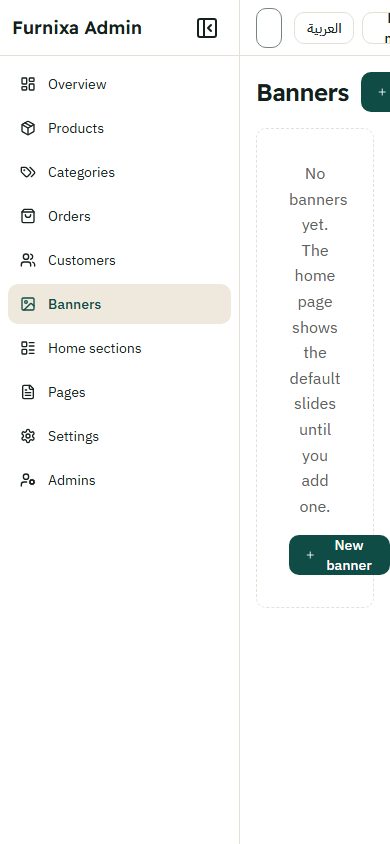 Furnixa Admin
العربية
Overview
Products
Categories
Orders
Customers
Banners
Home sections
Pages
Settings
Admins
Banners
+
No
banners
yet.
The
home
page
shows
the
default
slides
until
you
add
one.
+ New
banner